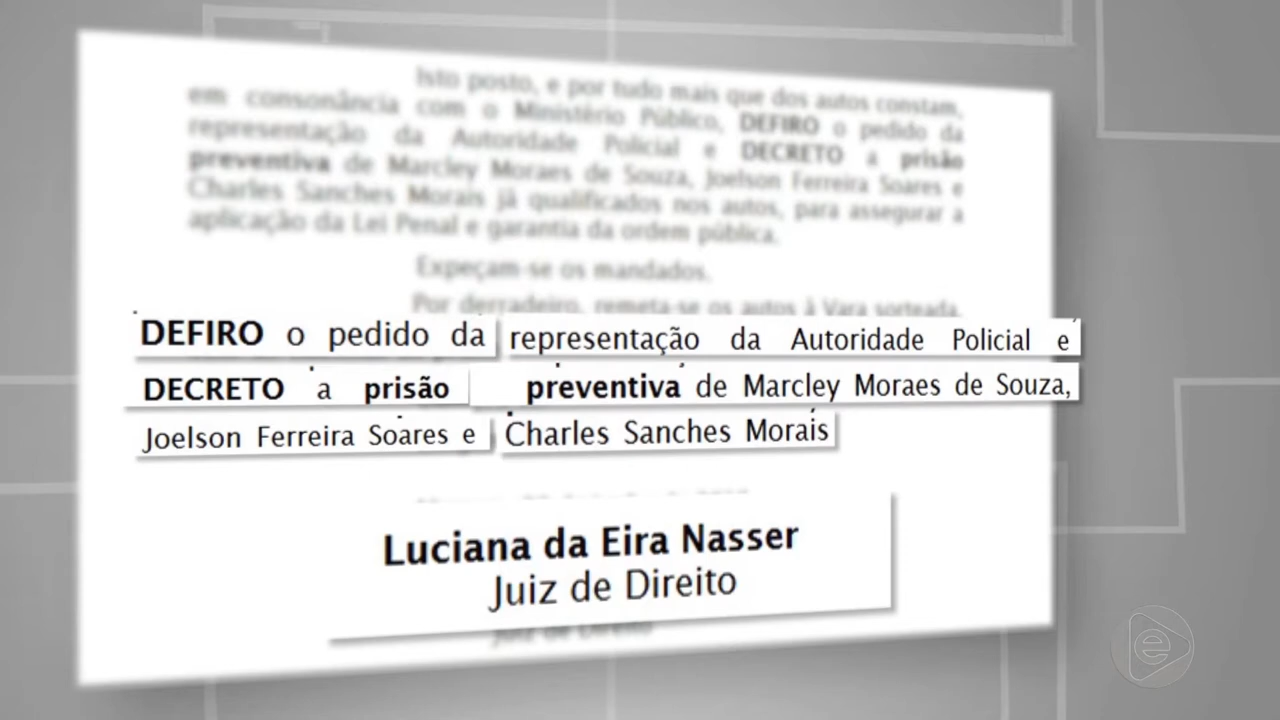 Isto posto, e por tudo mais que dos autos constam,
em consonância com o Ministério Público, DEFIRO o pedido da
representação da Autoridade Policial e DECRETO a prisão
preventiva de Marcley Moraes de Souza, Joelson Ferreira Soares e
Charles Sanches Morais já qualificados nos autos, para assegurar a
aplicação da Lei Penal e garantia da ordem pública.
Expeçam-se os mandados.
Por derradeiro, remeta-se os autos à Vara sorteada.
DEFIRO o pedido da representação da Autoridade Policial e
DECRETO a prisão preventiva de Marcley Moraes de Souza,
Joelson Ferreira Soares e Charles Sanches Morais
Luciana da Eira Nasser
Juiz de Direito
Juiz de Direito
e